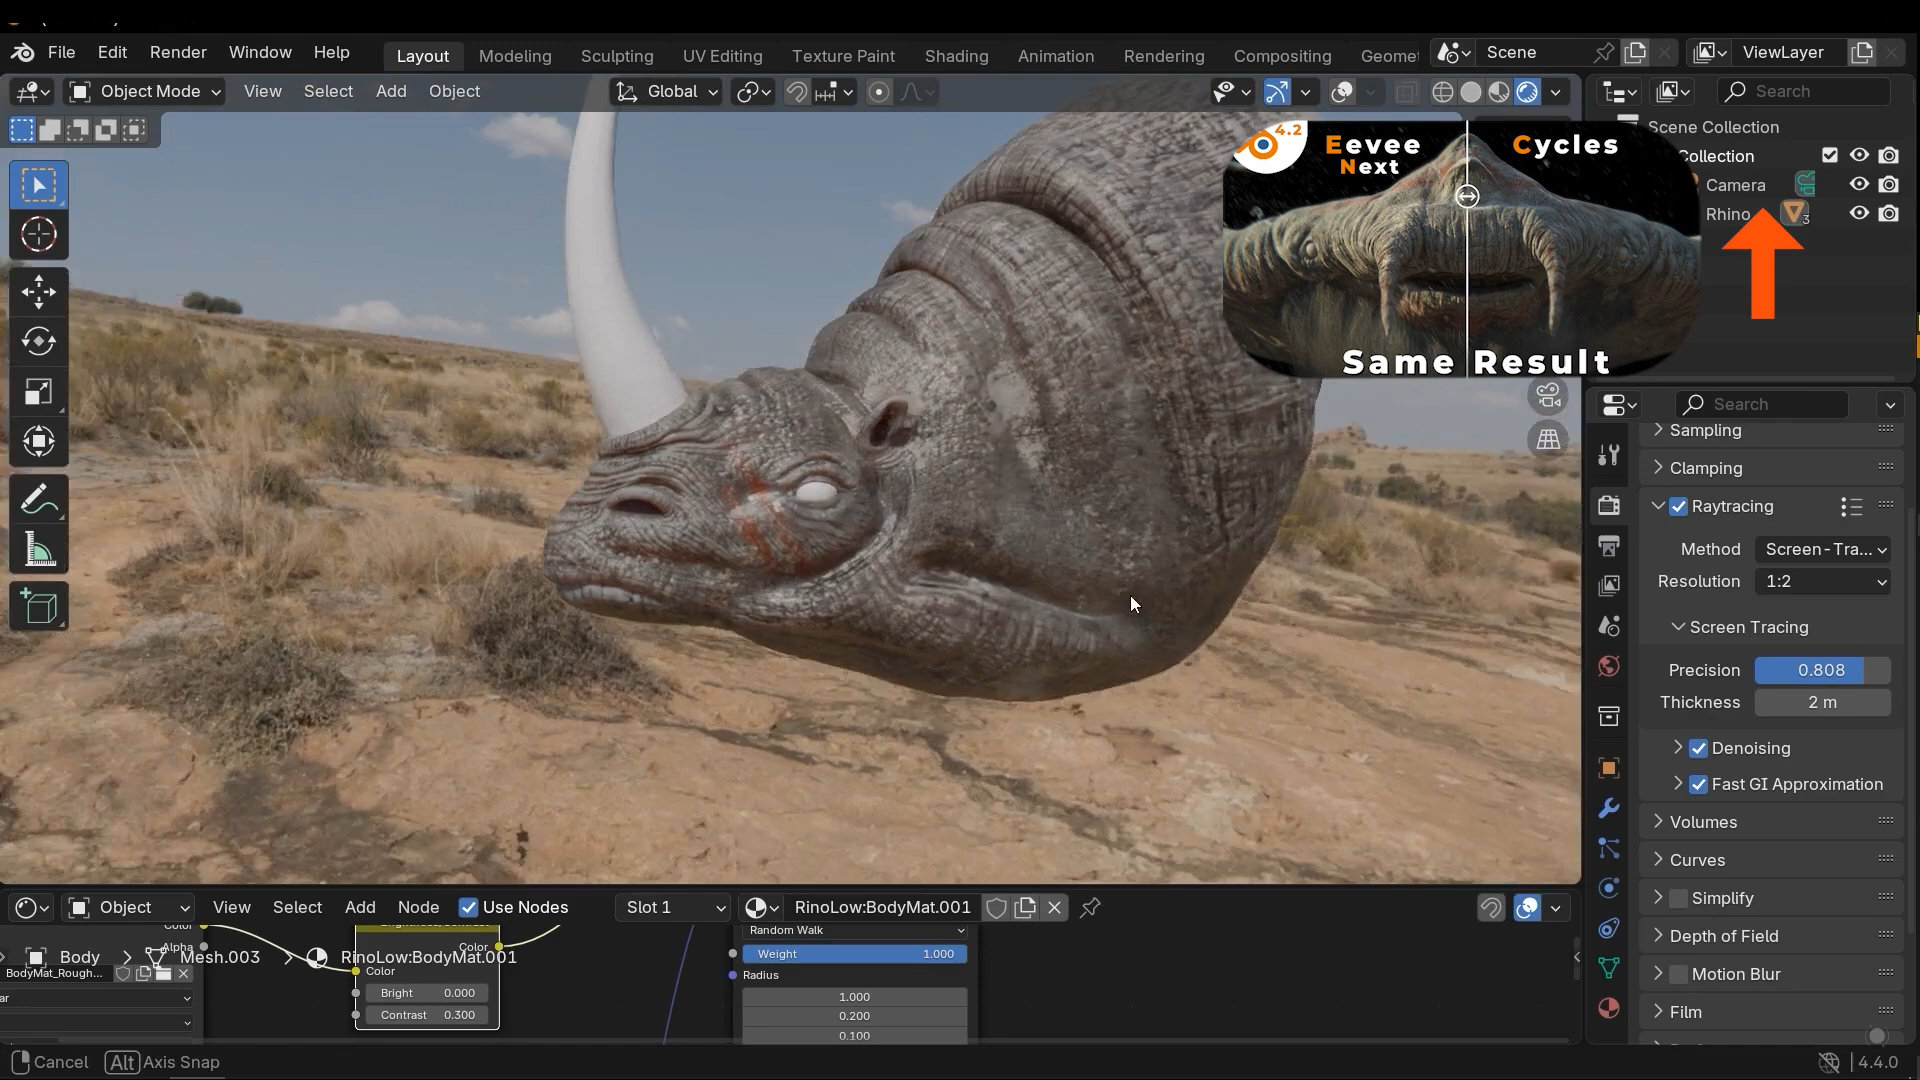 File Edit Render Window Help
Layout Modeling Sculpting UV Editing Texture Paint Shading Animation Rendering Compositing Geomet
Scene
ViewLayer
Object Mode View Select Add Object
Global
Search
Scene Collection
Collection
Camera
Rhino
3
4.2
Eevee
Next
Cycles
Same Result
Search
Sampling
Clamping
Raytracing
Method Screen-Tra...
Resolution 1:2
Screen Tracing
Precision 0.808
Thickness 2 m
Denoising
Fast GI Approximation
Volumes
Curves
Simplify
Depth of Field
Motion Blur
Film
Object View Select Add Node Use Nodes Slot 1 RinoLow:BodyMat.001
Color
Alpha
Body Mesh.003 RinoLow:BodyMat.001
BodyMat_Rough...
ar
Color
Color
Bright 0.000
Contrast 0.300
Random Walk
Weight 1.000
Radius
1.000
0.200
0.100
Cancel Alt Axis Snap
4.4.0